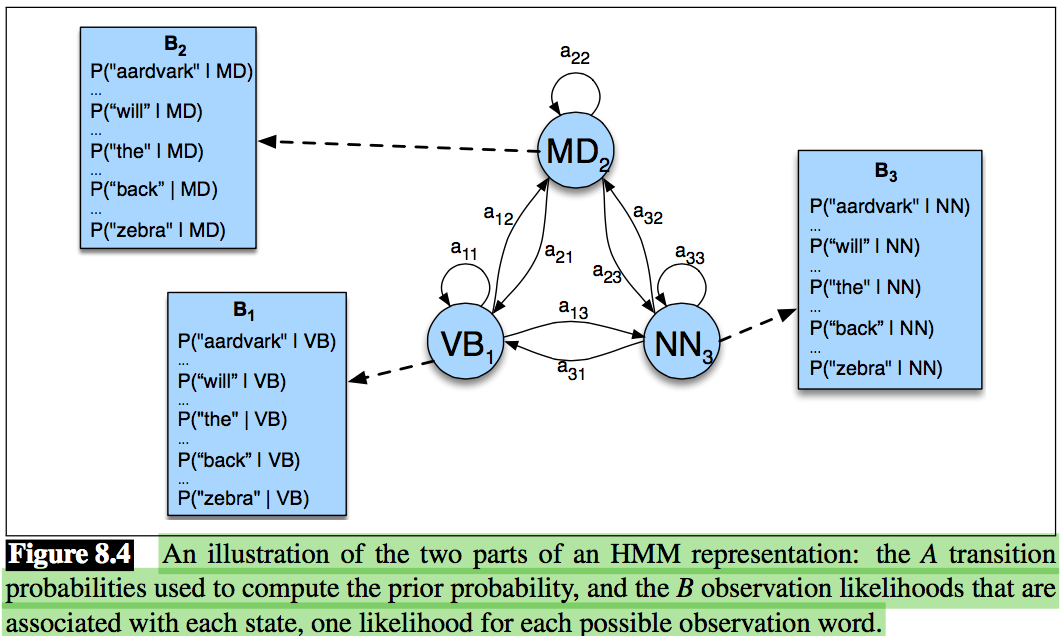 B2
P("aardvark" | MD)
...
P(“will” | MD)
...
P("the" | MD)
...
P(“back” | MD)
...
P("zebra" | MD)
a22
MD2
B3
P("aardvark" | NN)
...
P(“will” | NN)
...
P("the" | NN)
...
P(“back” | NN)
...
P("zebra" | NN)
a12
a21
a32
a23
a11
a33
a13
a31
VB1
NN3
B1
P("aardvark" | VB)
...
P(“will” | VB)
...
P("the" | VB)
...
P(“back” | VB)
...
P("zebra" | VB)
Figure 8.4 An illustration of the two parts of an HMM representation: the A transition
probabilities used to compute the prior probability, and the B observation likelihoods that are
associated with each state, one likelihood for each possible observation word.